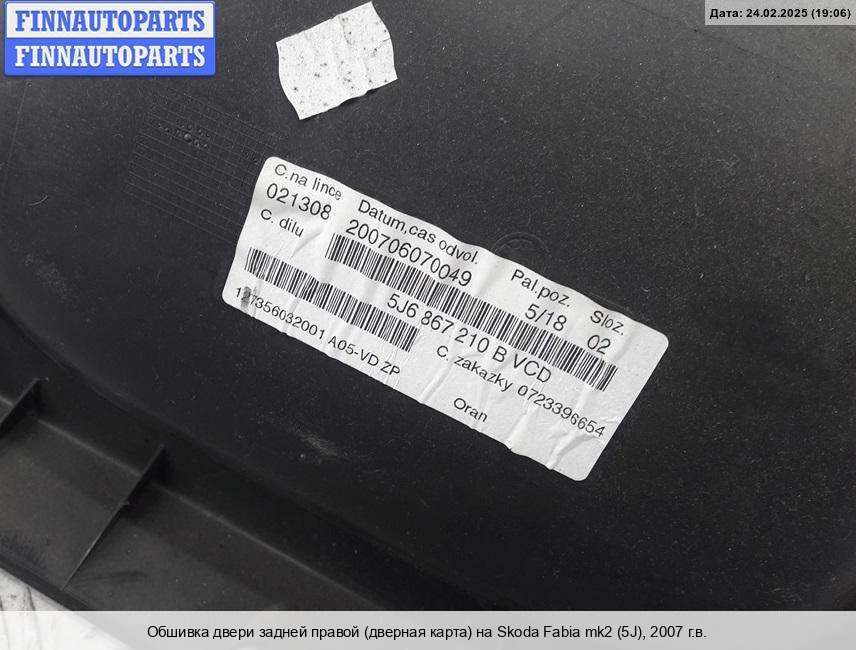 FINNAUTOPARTS
FINNAUTOPARTS
Дата: 24.02.2025 (19:06)
C.na lince
Datum,cas odvol.
Pal.poz.
Sloz.
021308
200706070049
5/18
02
C. dilu
5J6 867 210 B VCD
127356032001 A05-VD ZP
C. zakazky 0723396654
Oran
Обшивка двери задней правой (дверная карта) на Skoda Fabia mk2 (5J), 2007 г.в.